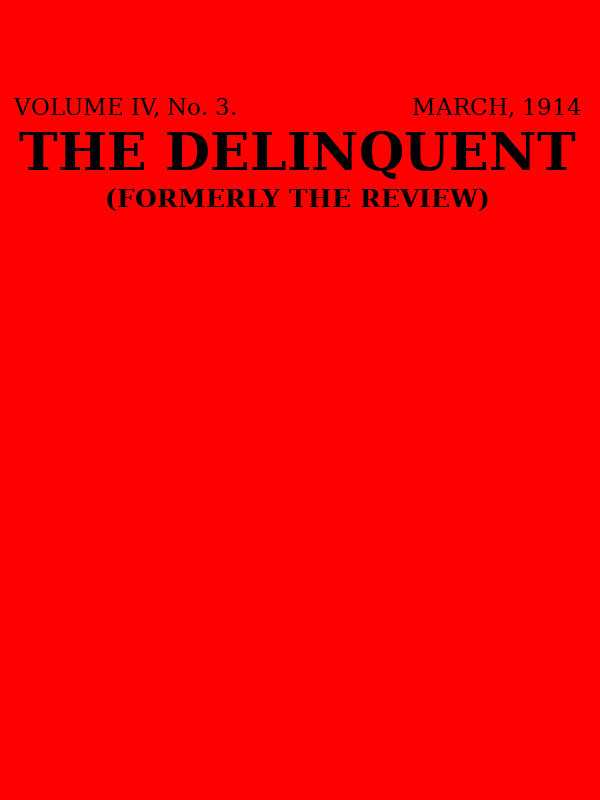 VOLUME IV, No. 3. MARCH, 1914
THE DELINQUENT
(FORMERLY THE REVIEW)